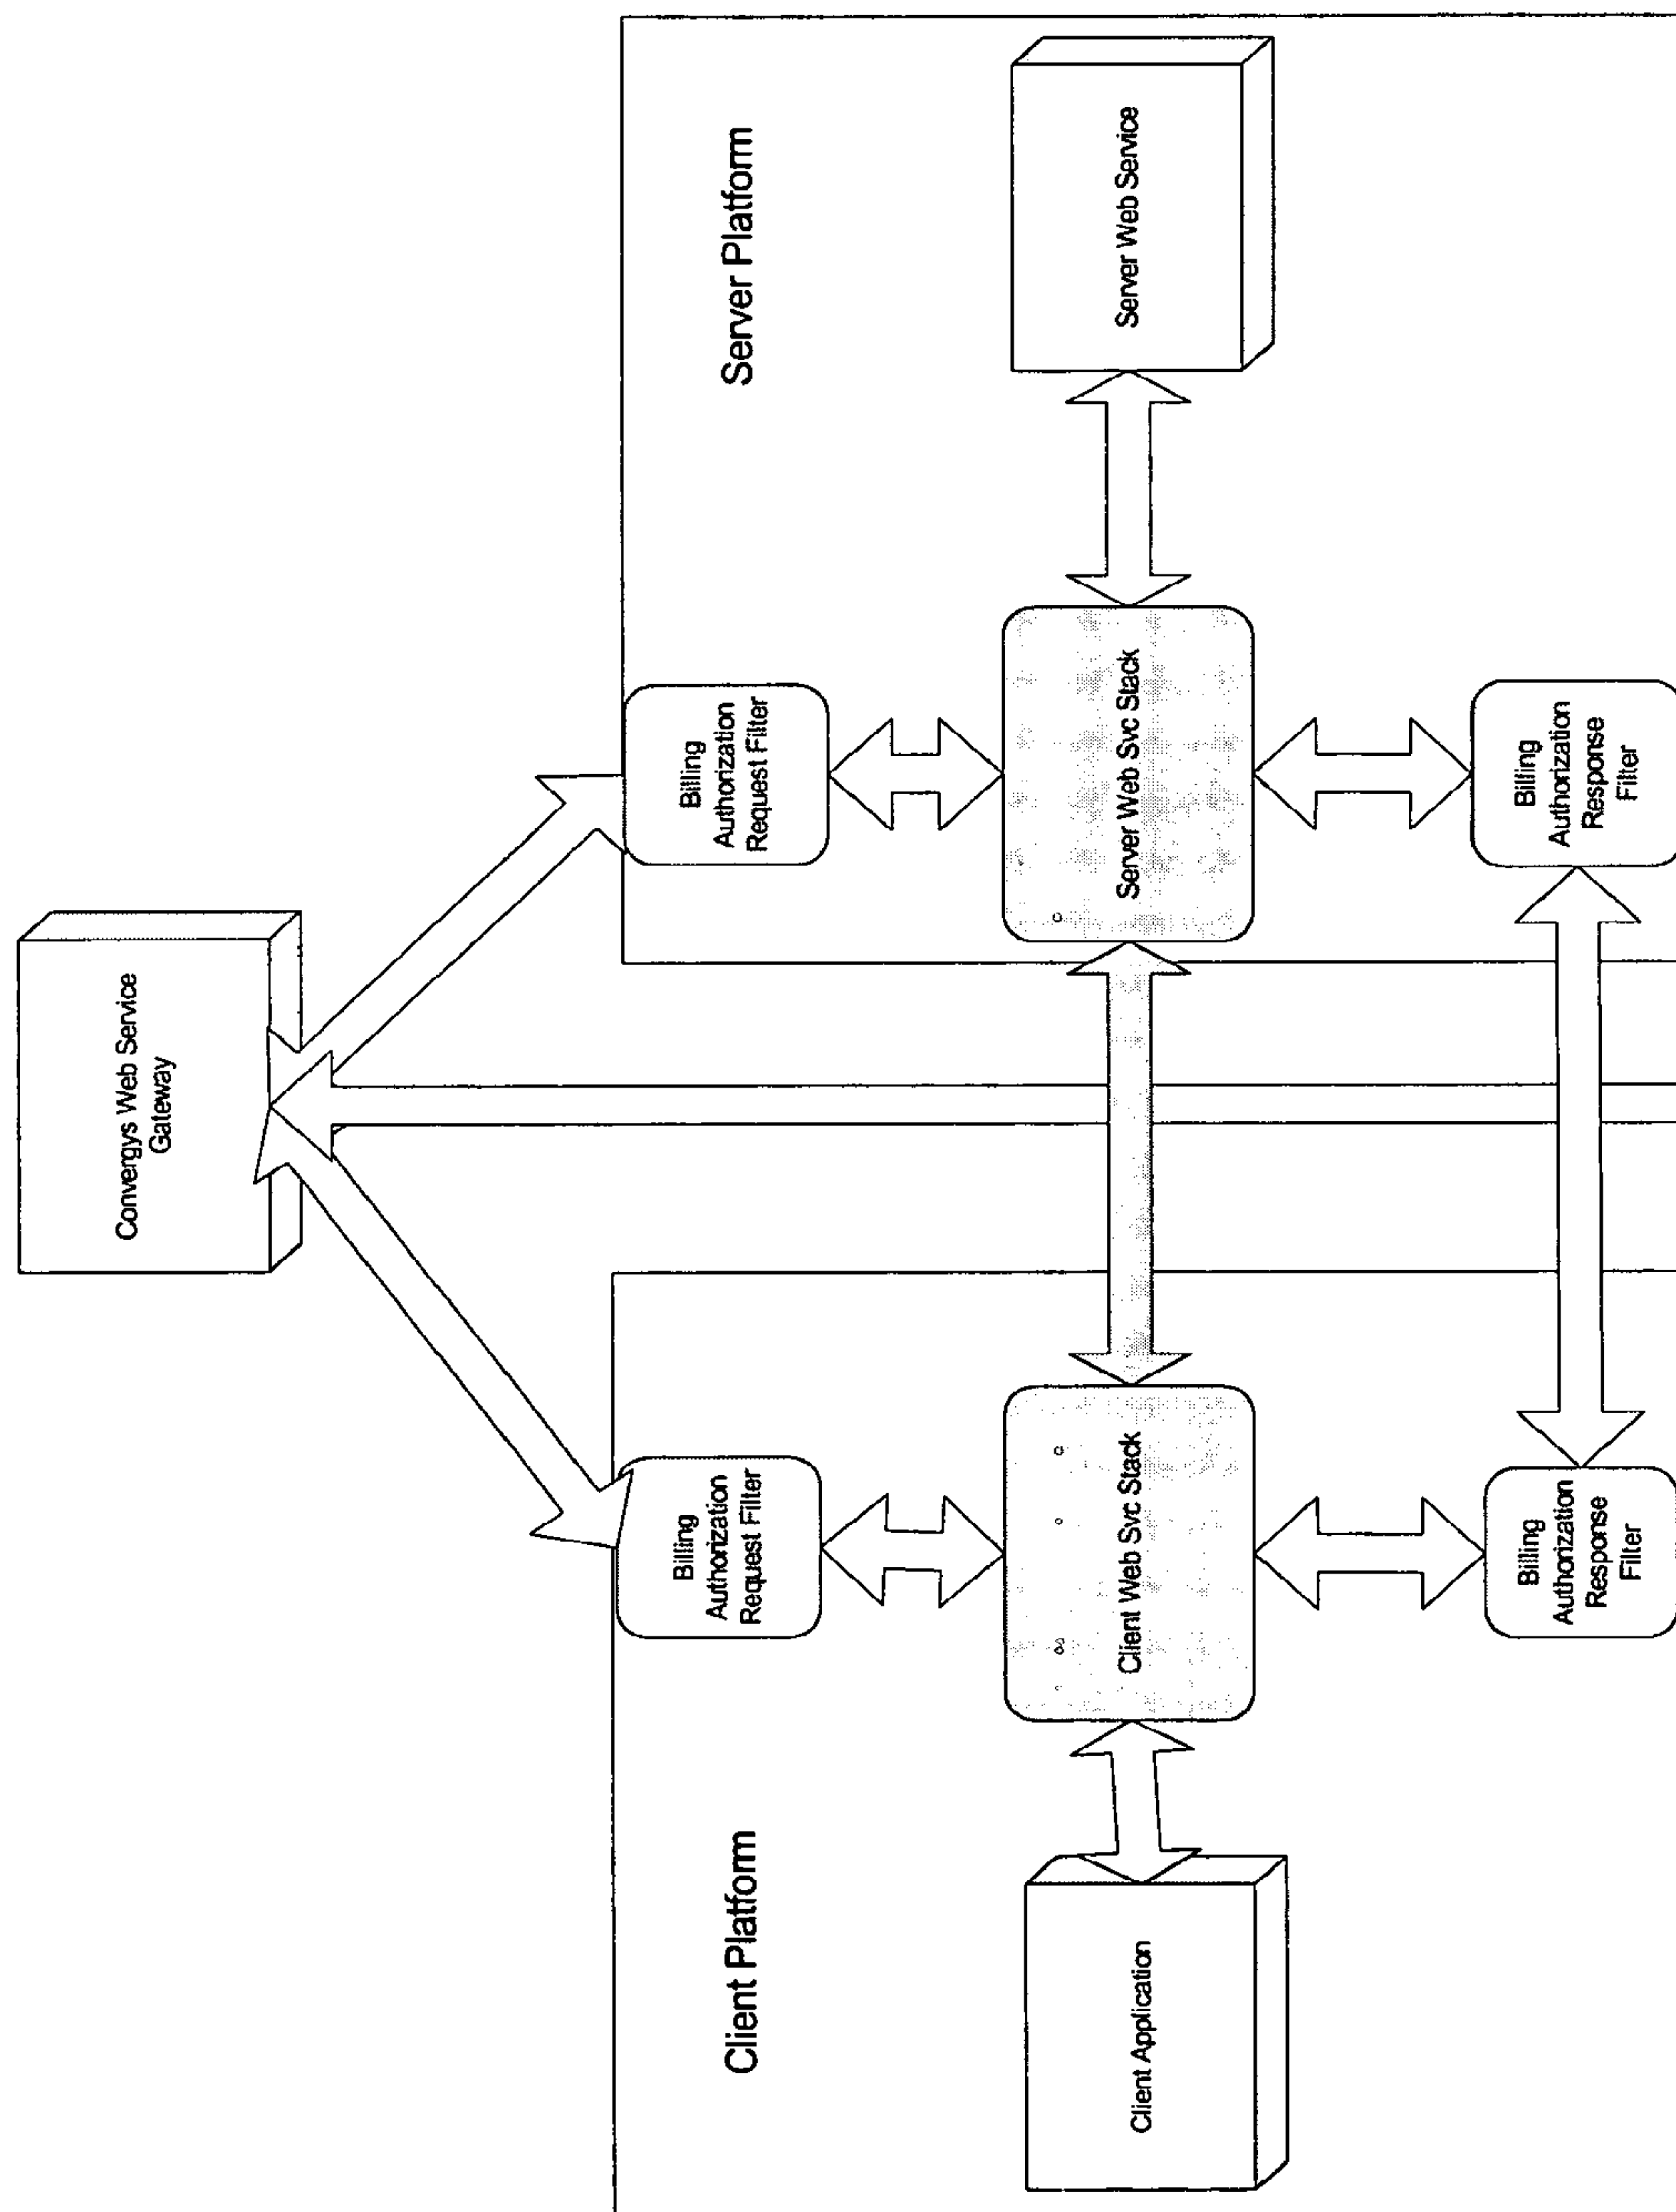 Convergys Web Service
Gateway
Client Platform
Server Platform
Billing
Authorization
Request Filter
Billing
Authorization
Request Filter
Client Application
Client Web Svc Stack
Server Web Svc Stack
Server Web Service
Billing
Authorization
Response
Filter
Billing
Authorization
Response
Filter